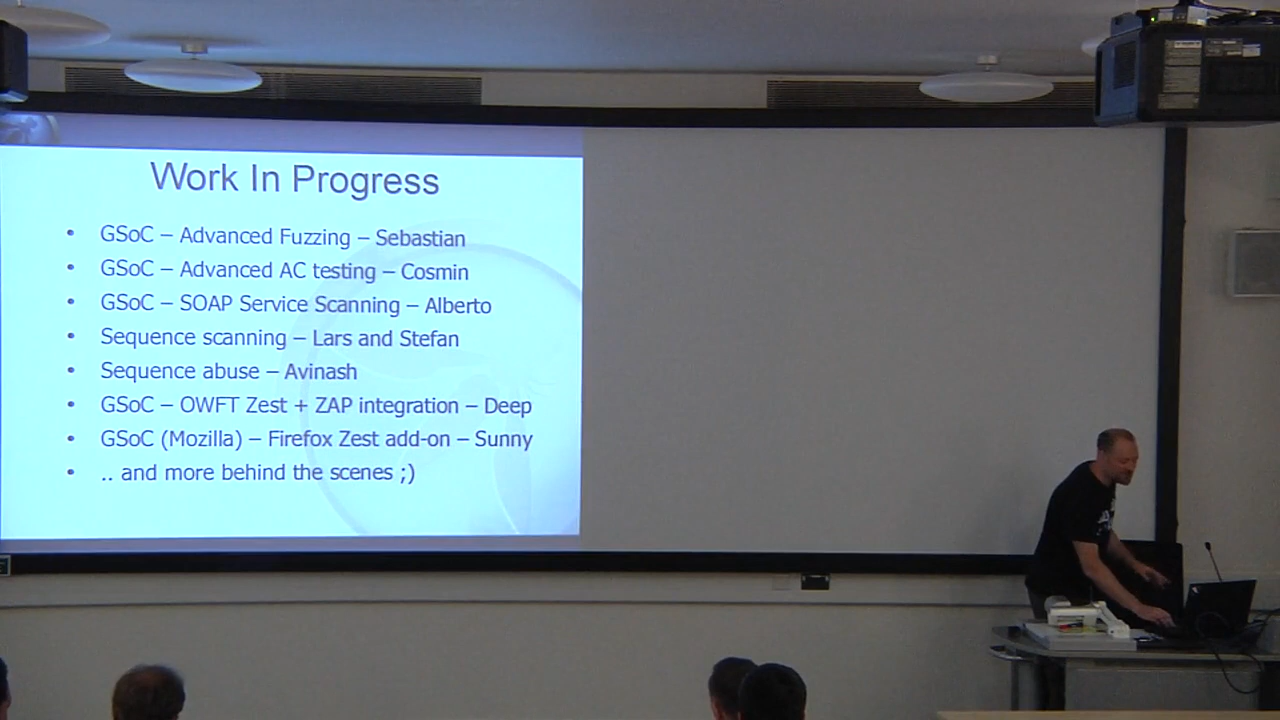 Work In Progress
• GSoC – Advanced Fuzzing – Sebastian
• GSoC – Advanced AC testing – Cosmin
• GSoC – SOAP Service Scanning – Alberto
• Sequence scanning – Lars and Stefan
• Sequence abuse – Avinash
• GSoC – OWFT Zest + ZAP integration – Deep
• GSoC (Mozilla) – Firefox Zest add-on – Sunny
• .. and more behind the scenes ;)